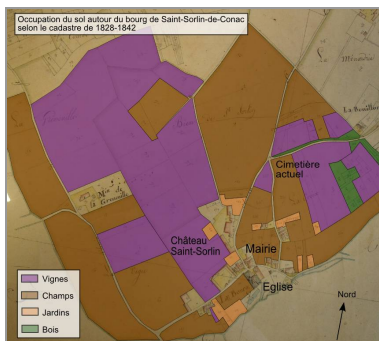 Occupation du sol autour du bourg de Saint-Sorlin-de-Conac
selon le cadastre de 1828-1842
Cimetière
actuel
Château
Saint-Sorlin
Mairie
Eglise
Vignes
Champs
Jardins
Bois
Nord